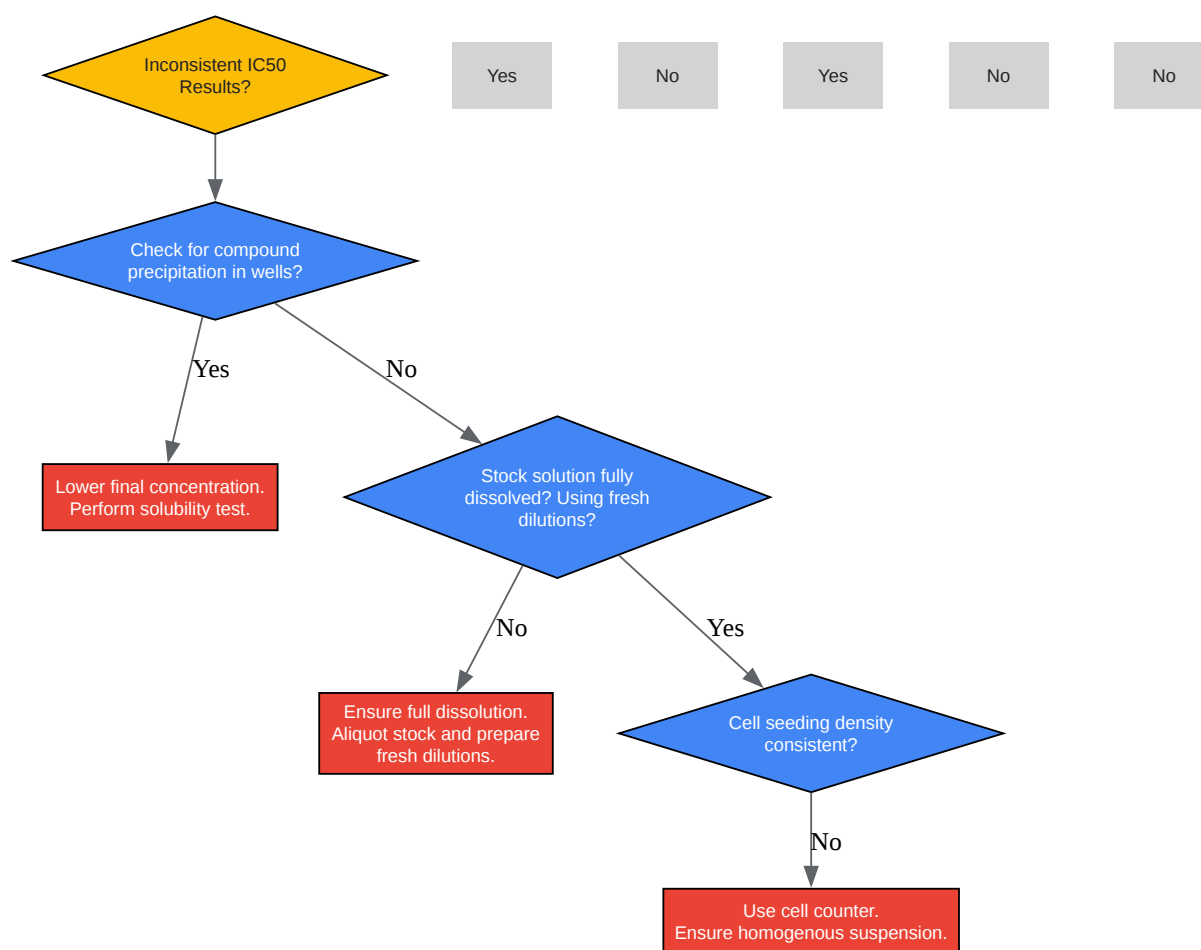 Inconsistent IC50
Results?
Yes
No
Yes
No
No
Check for compound
precipitation in wells?
Yes
No
Lower final concentration.
Perform solubility test.
Stock solution fully
dissolved? Using fresh
dilutions?
No
Yes
Ensure full dissolution.
Aliquot stock and prepare
fresh dilutions.
Cell seeding density
consistent?
No
Use cell counter.
Ensure homogenous suspension.